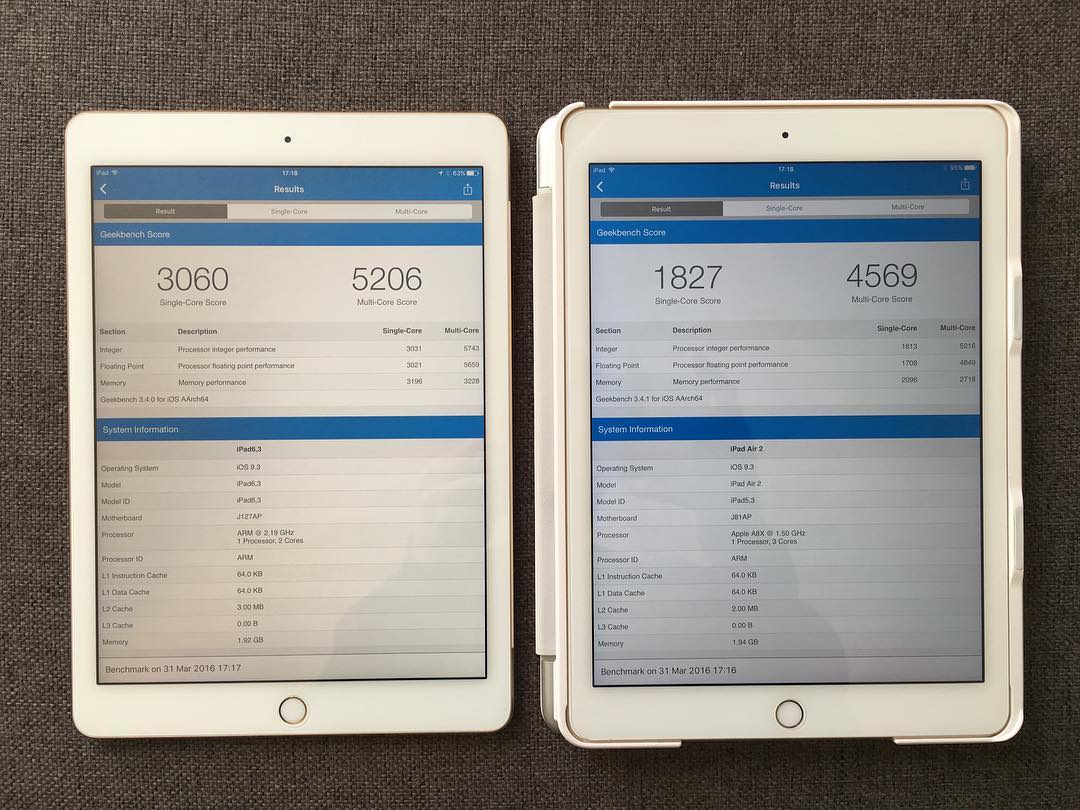 iPad 17:18 63%
Results
Result Single-Core Multi-Core
Geekbench Score
3060 5206
Single-Core Score Multi-Core Score
Section Description Single-Core Multi-Core
Integer Processor integer performance 3031 5743
Floating Point Processor floating point performance 3021 5659
Memory Memory performance 3196 3228
Geekbench 3.4.0 for iOS AArch64
System Information
iPad6,3
Operating System iOS 9.3
Model iPad6,3
Model ID iPad6,3
Motherboard J127AP
Processor ARM @ 2.19 GHz
1 Processor, 2 Cores
Processor ID ARM
L1 Instruction Cache 64.0 KB
L1 Data Cache 64.0 KB
L2 Cache 3.00 MB
L3 Cache 0.00 B
Memory 1.92 GB
Benchmark on 31 Mar 2016 17:17
iPad 17:18 95%
Results
Result Single-Core Multi-Core
Geekbench Score
1827 4569
Single-Core Score Multi-Core Score
Section Description Single-Core Multi-Core
Integer Processor integer performance 1813 5216
Floating Point Processor floating point performance 1708 4849
Memory Memory performance 2096 2718
Geekbench 3.4.1 for iOS AArch64
System Information
iPad Air 2
Operating System iOS 9.3
Model iPad Air 2
Model ID iPad5,3
Motherboard J81AP
Processor Apple A8X @ 1.50 GHz
1 Processor, 3 Cores
Processor ID ARM
L1 Instruction Cache 64.0 KB
L1 Data Cache 64.0 KB
L2 Cache 2.00 MB
L3 Cache 0.00 B
Memory 1.94 GB
Benchmark on 31 Mar 2016 17:16